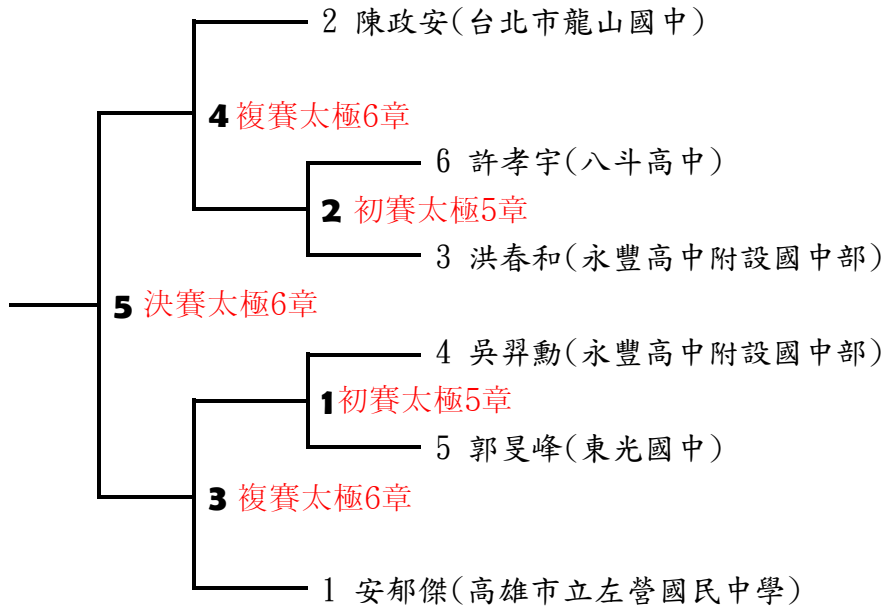 2 陳政安(台北市龍山國中)
4 複賽太極6章
6 許孝宇(八斗高中)
2 初賽太極5章
3 洪春和(永豐高中附設國中部)
5 決賽太極6章
4 吳羿勳(永豐高中附設國中部)
1 初賽太極5章
5 郭旻峰(東光國中)
3 複賽太極6章
1 安郁傑(高雄市立左營國民中學)